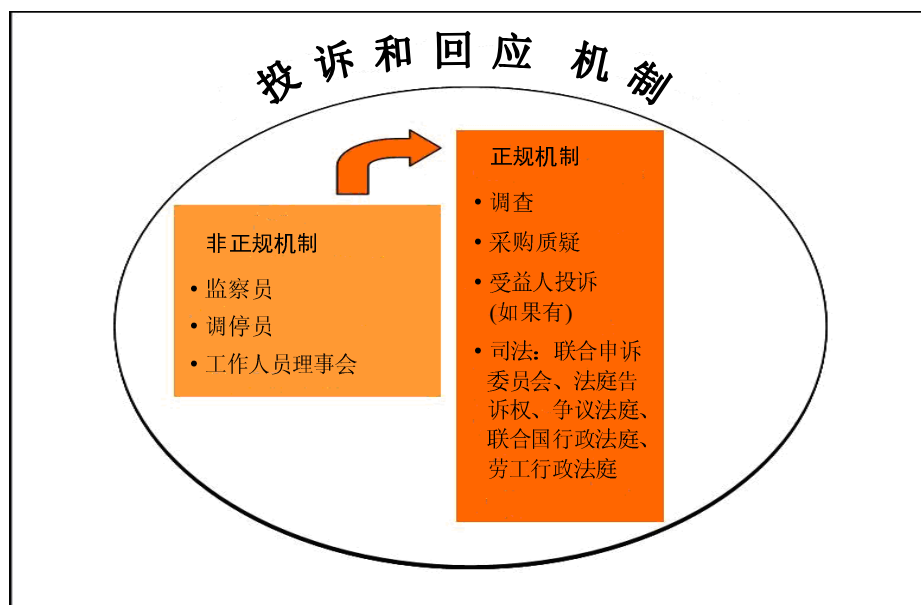 投诉和回应 机制
非正规机制
• 监察员
• 调停员
• 工作人员理事会
正规机制
• 调查
• 采购质疑
• 受益人投诉
(如果有)
• 司法：联合申诉
委员会、法庭告
诉权、争议法庭、
联合国行政法庭、
劳工行政法庭